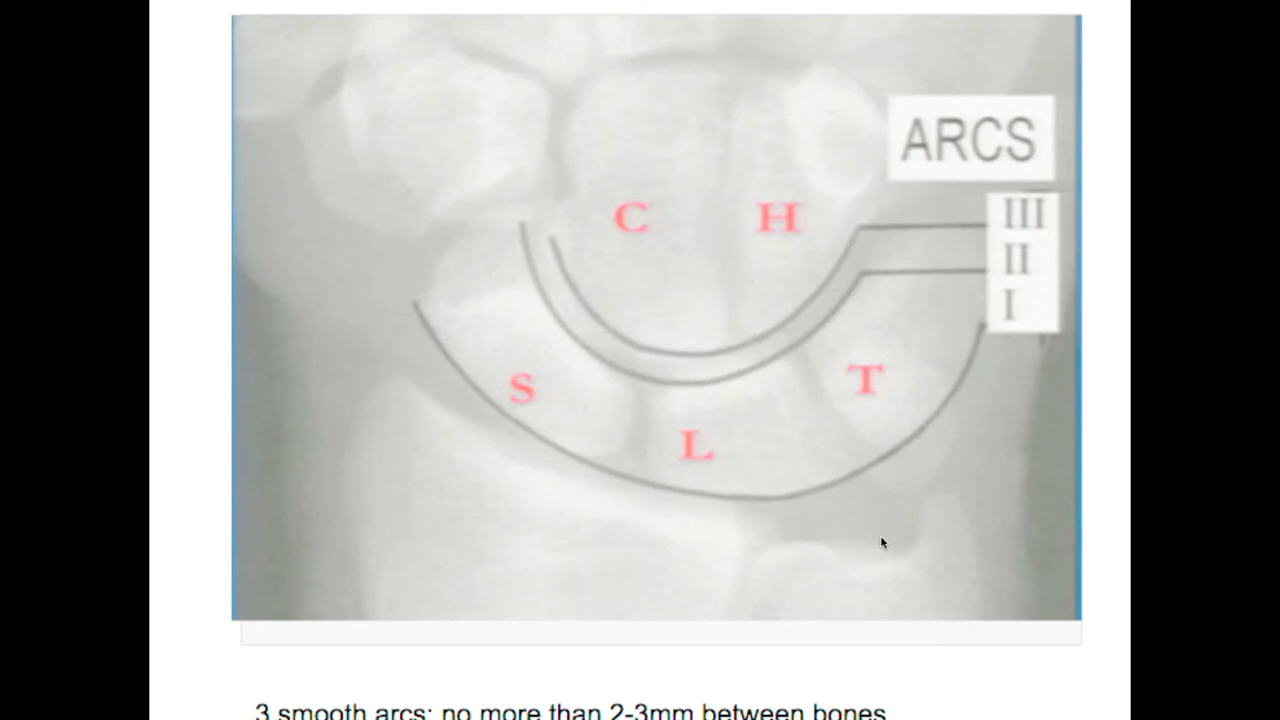 ARCS
III
C H
II
I
S T
L
3 smooth arcs: no more than 2-3mm between bones